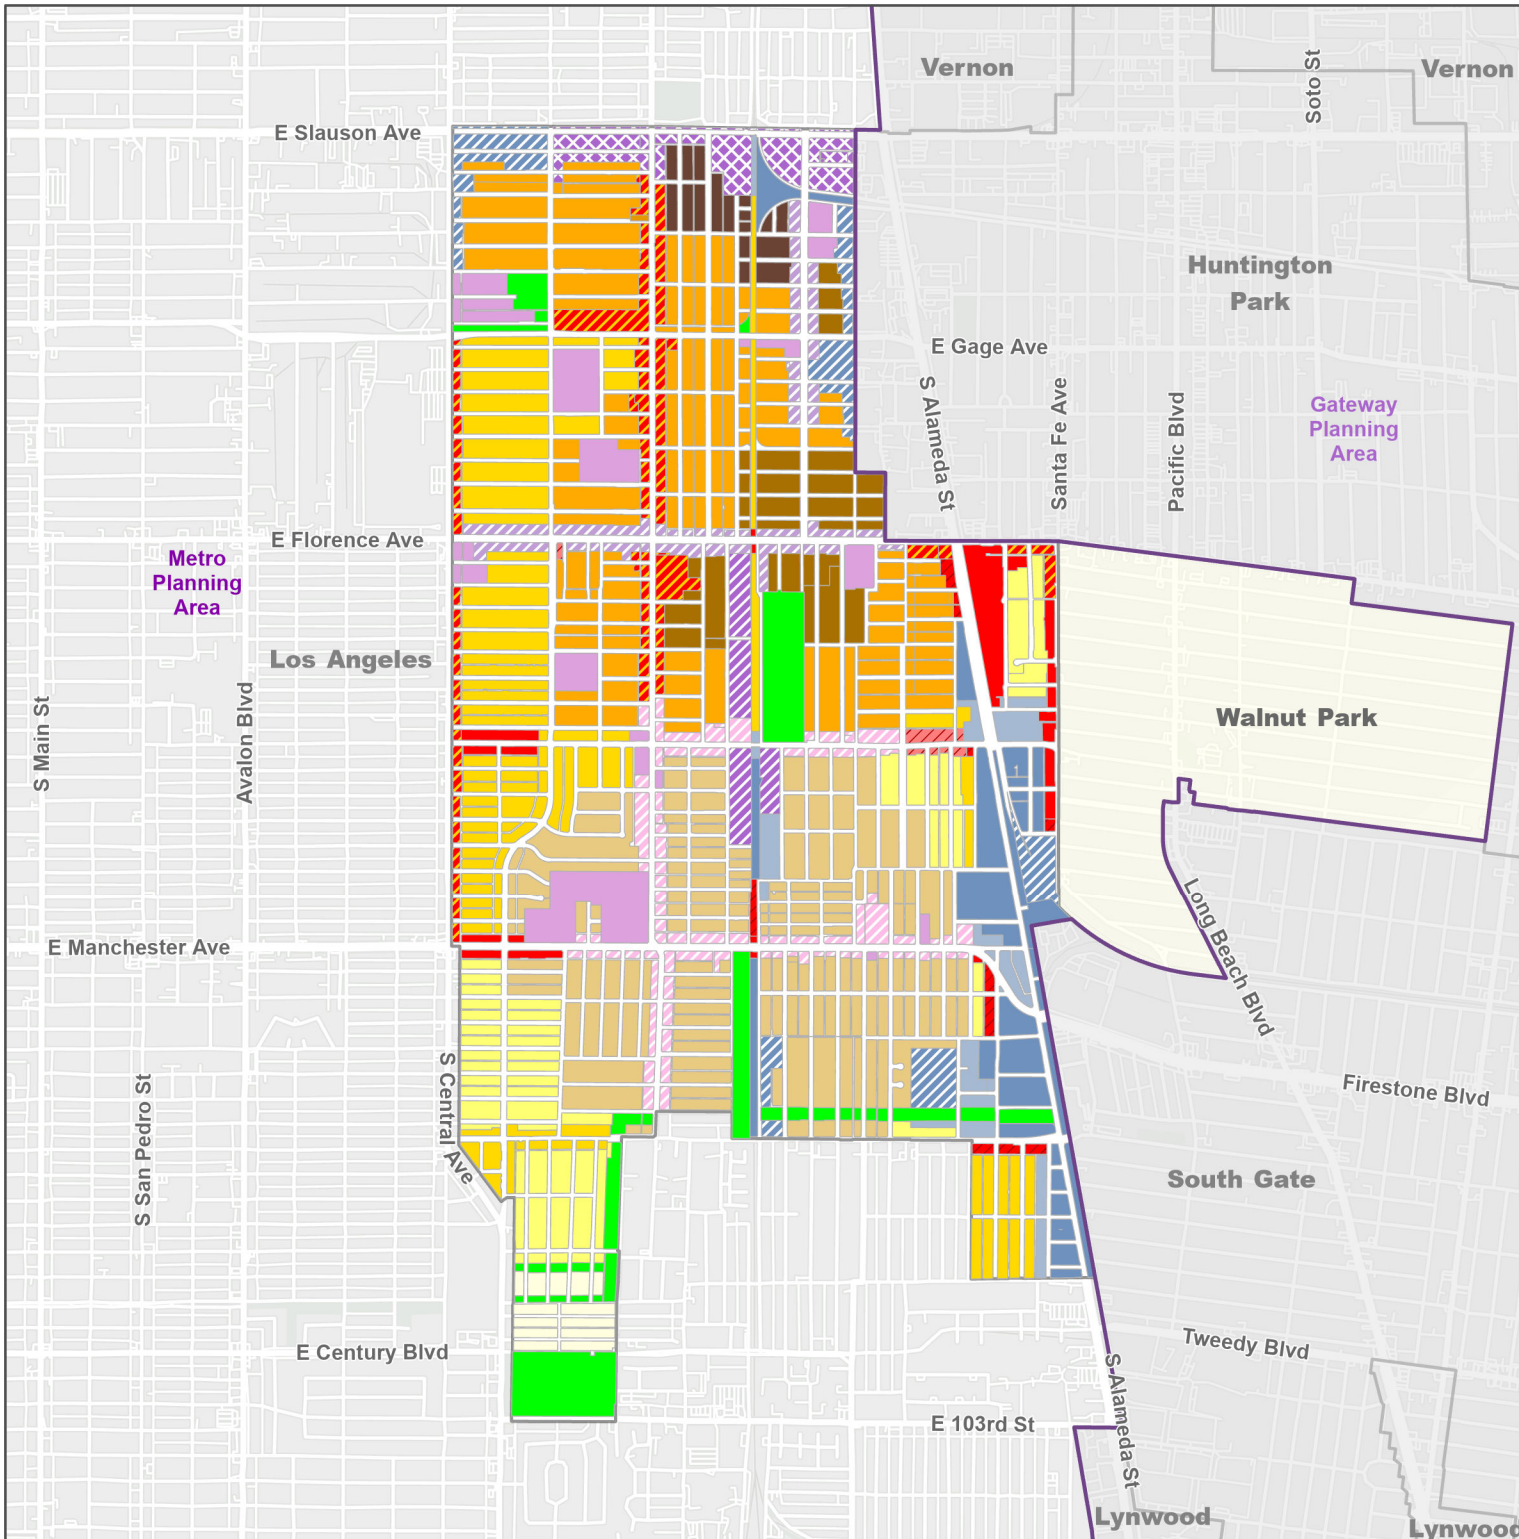 Vernon
Vernon
Soto St
E Slauson Ave
Huntington
Park
E Gage Ave
S Alameda St
Santa Fe Ave
Pacific Blvd
Gateway
Planning
Area
E Florence Ave
Metro
Planning
Area
Los Angeles
S Main St
Avalon Blvd
Walnut Park
E Manchester Ave
Long Beach Blvd
S Central Ave
S San Pedro St
Firestone Blvd
South Gate
E Century Blvd
Tweedy Blvd
S Alameda St
E 103rd St
Lynwood
Lynwood